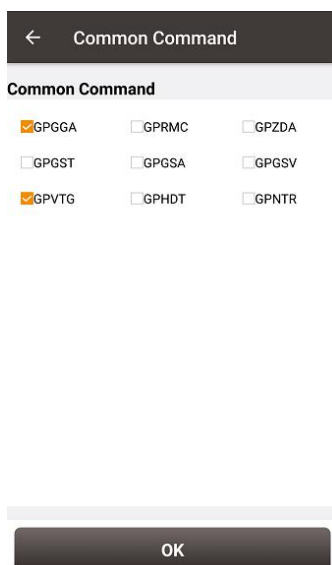 Common Command
Common Command
GPGGA GPRMC GPZDA
GPGST GPGSA GPGSV
GPVTG GPHDT GPNTR
OK